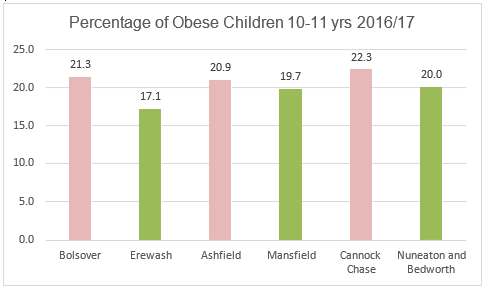 Percentage of Obese Children 10-11 yrs 2016/17
25.0
20.0
15.0
10.0
5.0
0.0
21.3
17.1
20.9
19.7
22.3
20.0
Bolsover
Erewash
Ashfield
Mansfield
Cannock
Chase
Nuneaton and
Bedworth